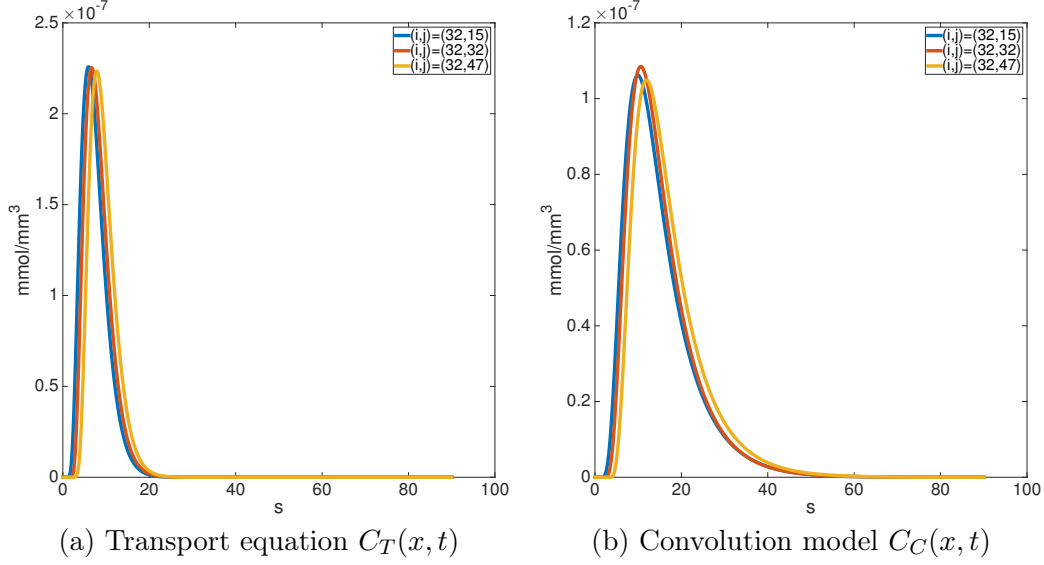 ×10⁻⁷
2.5
2
1.5
1
0.5
0
0 20 40 60 80 100
s
mmol/mm³
(i,j)=(32,15)
(i,j)=(32,32)
(i,j)=(32,47)
(a) Transport equation C_T(x, t)
×10⁻⁷
1.2
1
0.8
0.6
0.4
0.2
0
0 20 40 60 80 100
s
mmol/mm³
(i,j)=(32,15)
(i,j)=(32,32)
(i,j)=(32,47)
(b) Convolution model C_C(x, t)